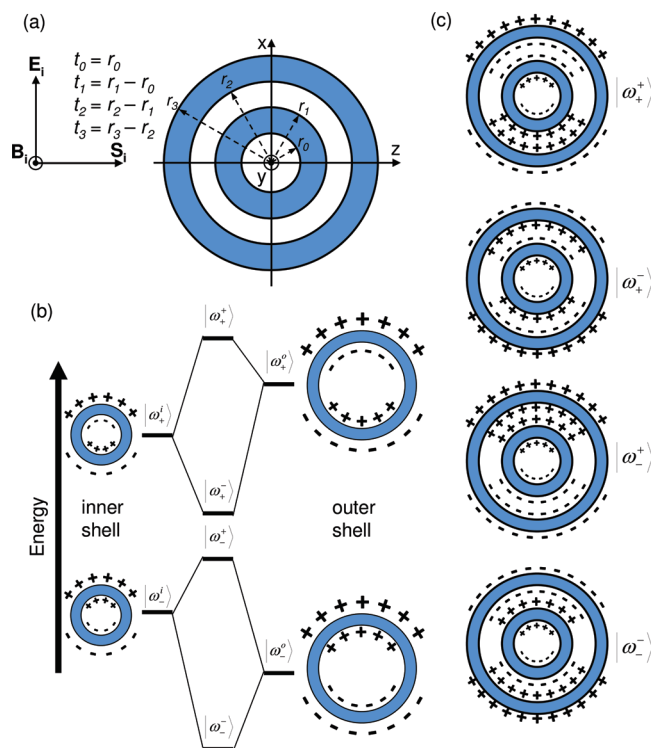 (a)
E_i
B_i
S_i
t_0 = r_0
t_1 = r_1 − r_0
t_2 = r_2 − r_1
t_3 = r_3 − r_2
x
r_2
r_3
r_1
r_0
y
z
(b)
Energy
|ω_+^+⟩
|ω_+^o⟩
|ω_+^i⟩
|ω_+^-⟩
inner
shell
outer
shell
|ω_-^+⟩
|ω_-^i⟩
|ω_-^o⟩
|ω_-^-⟩
(c)
|ω_+^+⟩
|ω_+^-⟩
|ω_-^+⟩
|ω_-^-⟩